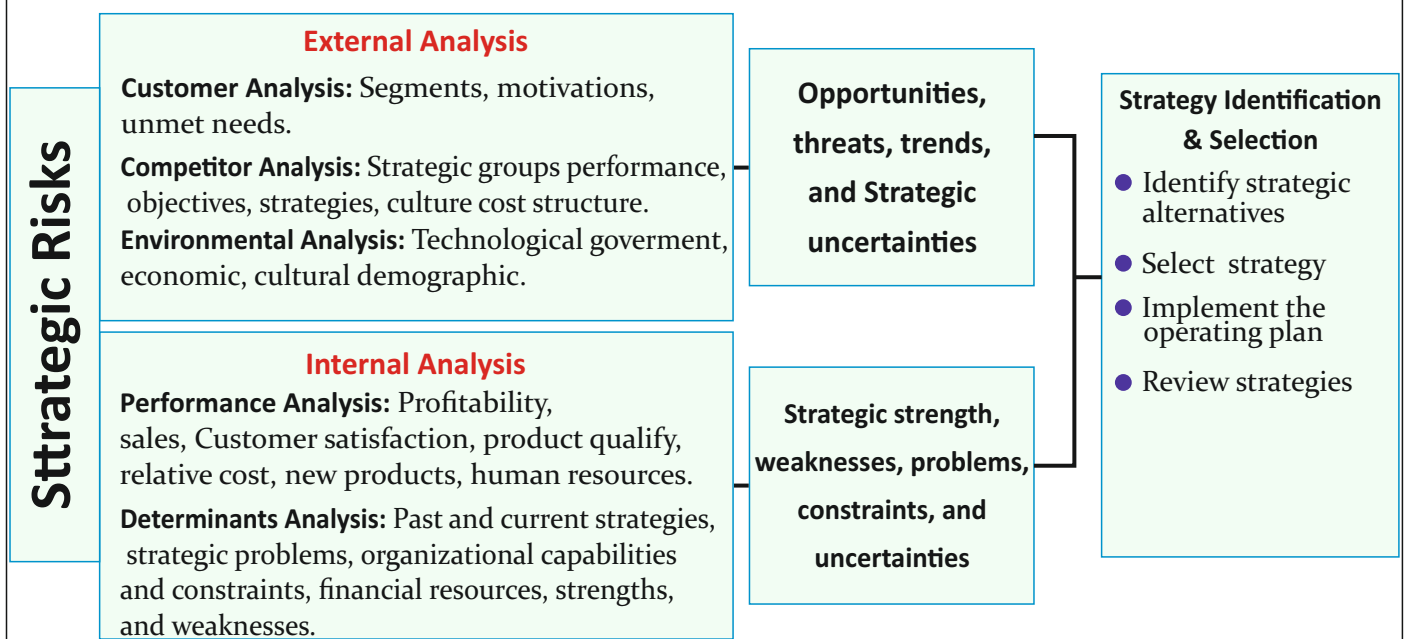 Sttrategic Risks
External Analysis
Customer Analysis: Segments, motivations,
unmet needs.
Competitor Analysis: Strategic groups performance,
objectives, strategies, culture cost structure.
Environmental Analysis: Technological goverment,
economic, cultural demographic.
Internal Analysis
Performance Analysis: Profitability,
sales, Customer satisfaction, product qualify,
relative cost, new products, human resources.
Determinants Analysis: Past and current strategies,
strategic problems, organizational capabilities
and constraints, financial resources, strengths,
and weaknesses.
Opportunities,
threats, trends,
and Strategic
uncertainties
Strategic strength,
weaknesses, problems,
constraints, and
uncertainties
Strategy Identification
& Selection
● Identify strategic
alternatives
● Select strategy
● Implement the
operating plan
● Review strategies